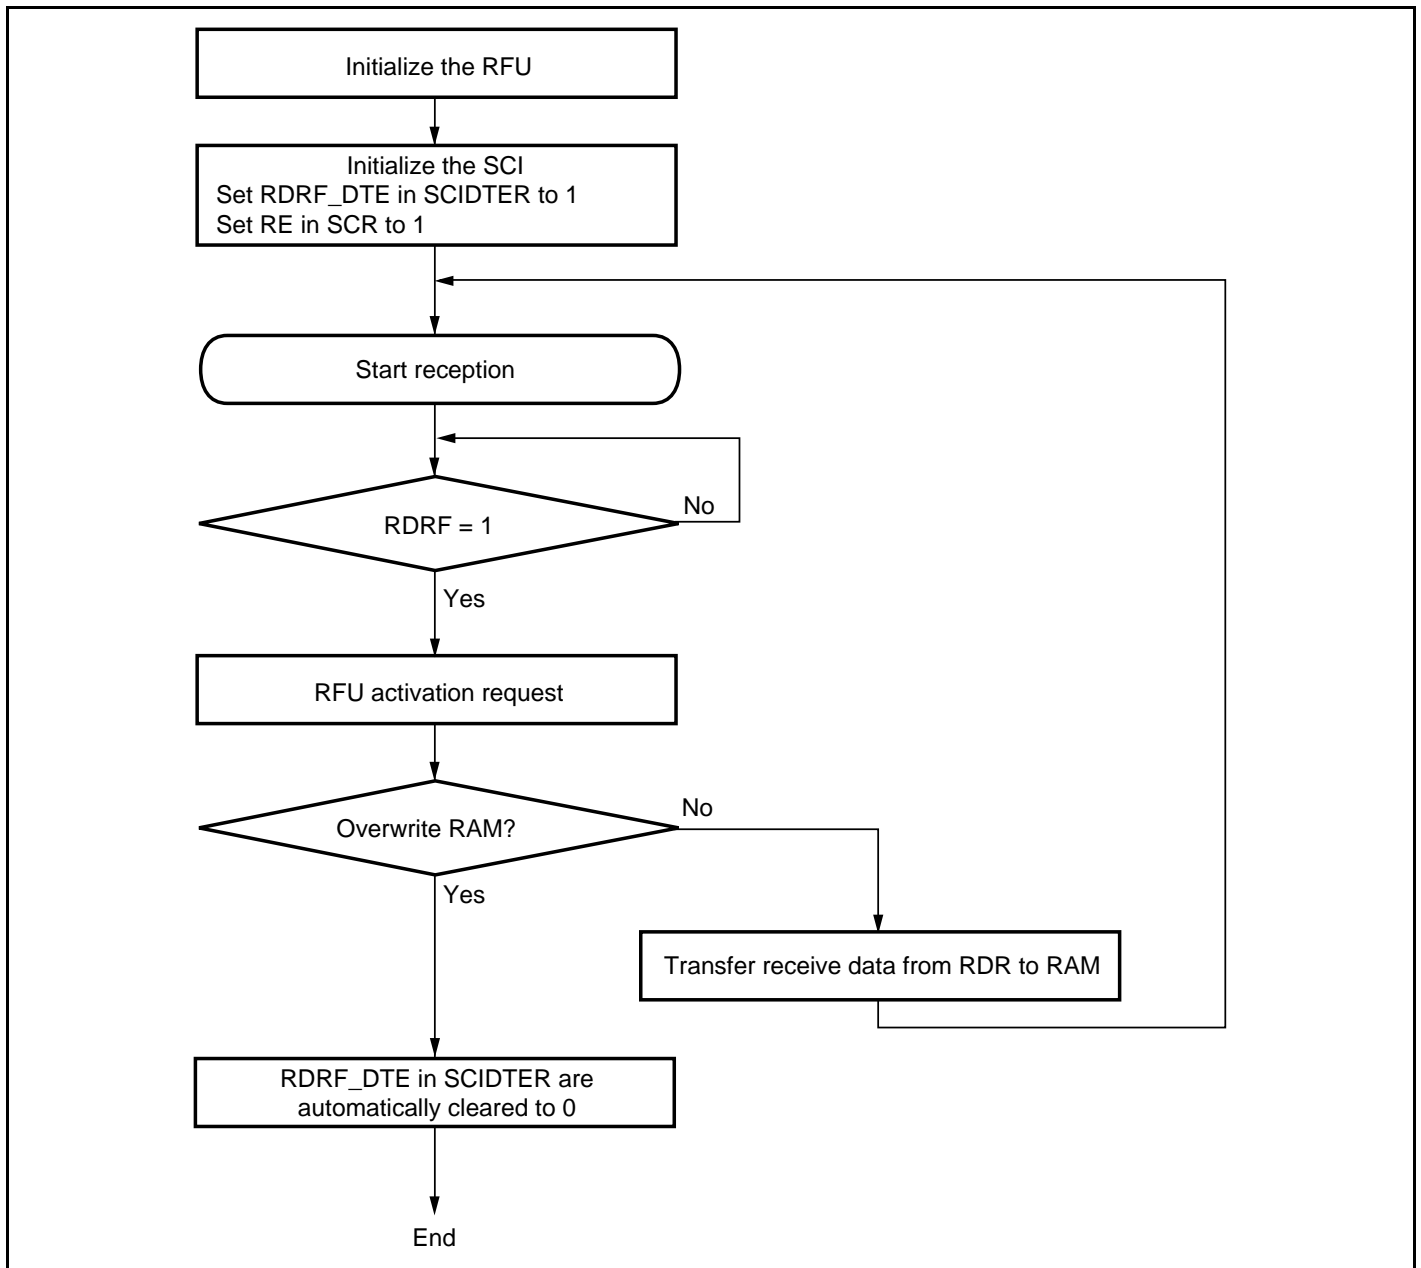 Initialize the RFU
Initialize the SCI
Set RDRF_DTE in SCIDTER to 1
Set RE in SCR to 1
Start reception
No
RDRF = 1
Yes
RFU activation request
No
Overwrite RAM?
Yes
Transfer receive data from RDR to RAM
RDRF_DTE in SCIDTER are
automatically cleared to 0
End